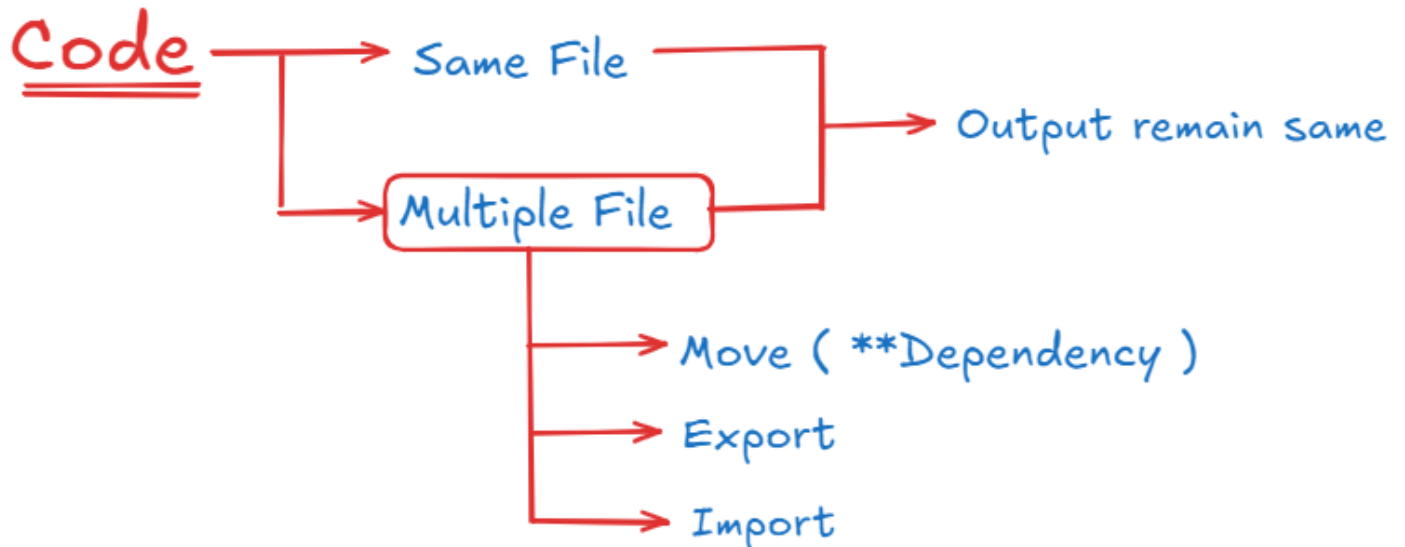 Code
Same File
Output remain same
Multiple File
Move ( **Dependency )
Export
Import